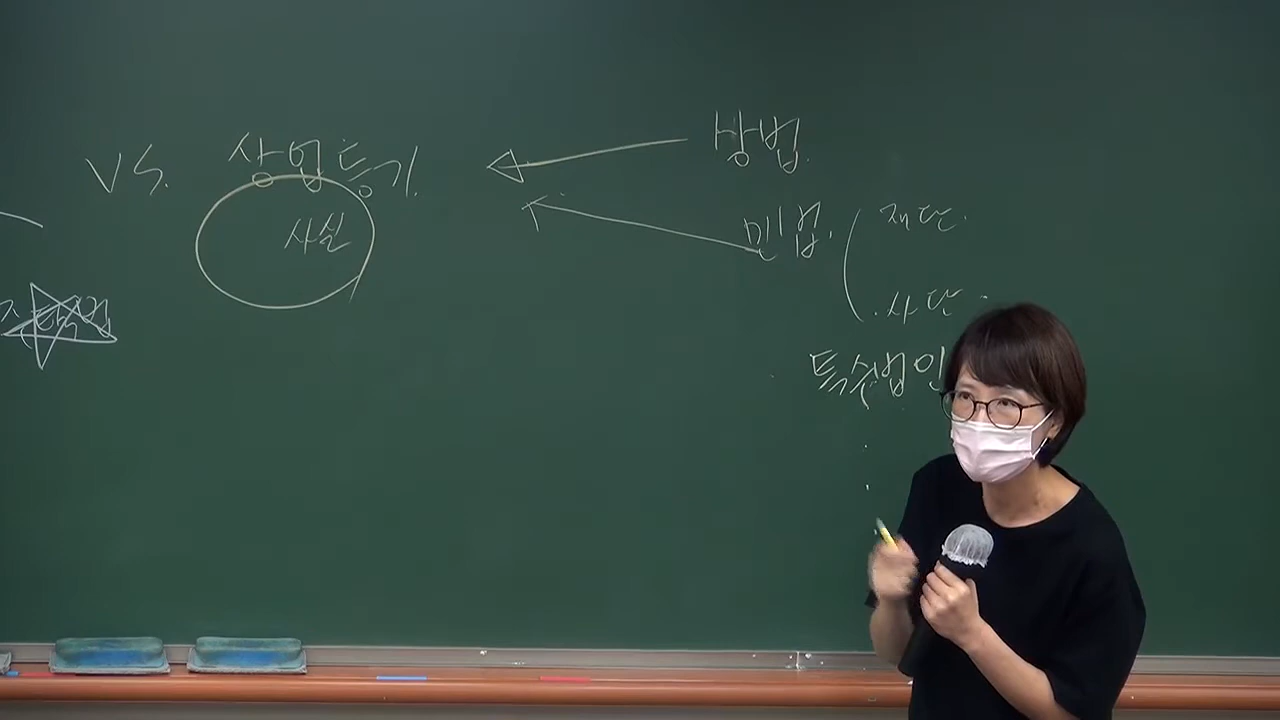 VS. 상업등기
사실
상법.
민법. 재단.
사단.
특수법인